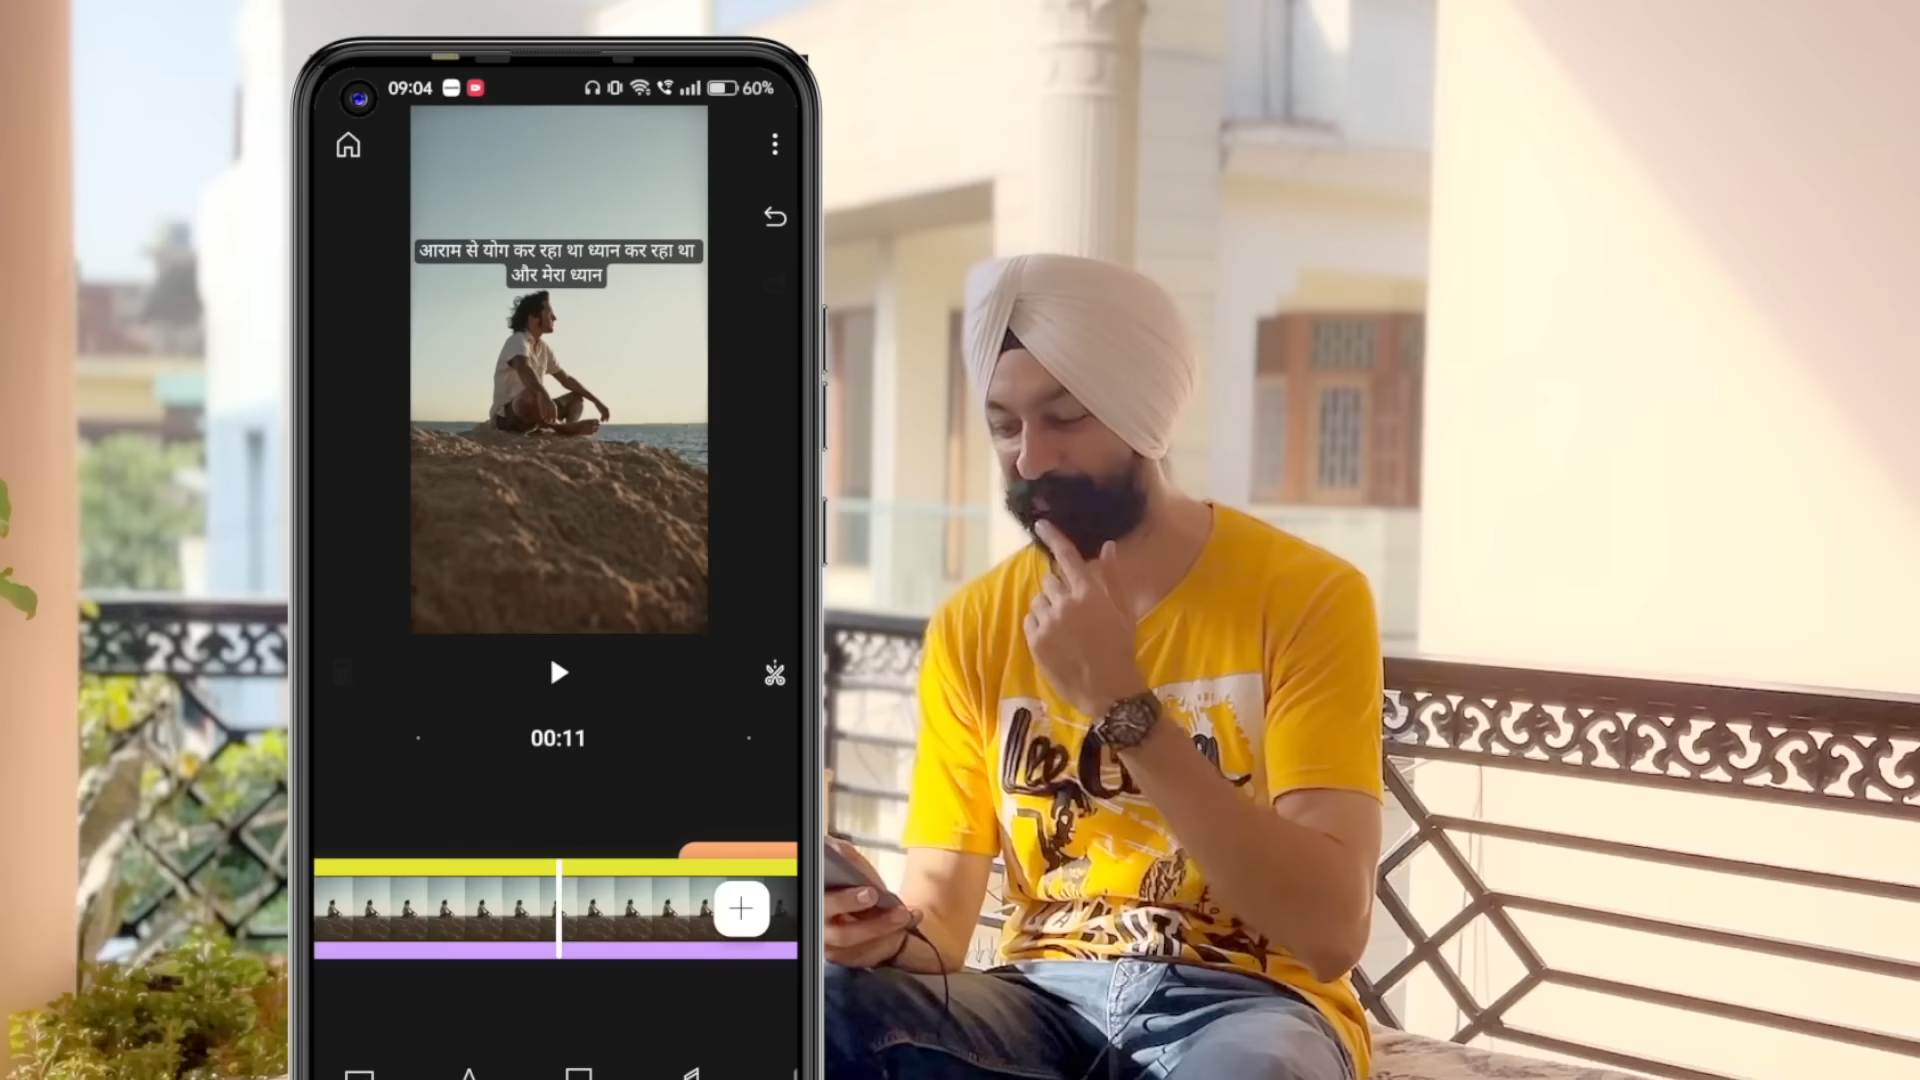 09:04
60%
आराम से योग कर रहा था ध्यान कर रहा था
और मेरा ध्यान
00:11